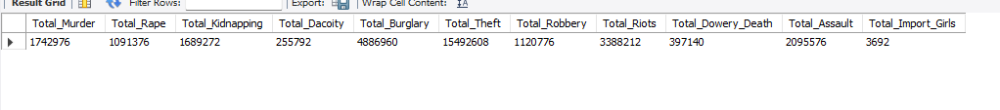 Result Grid Filter Rows: Export: Wrap Cell Content: IA
Total_Murder Total_Rape Total_Kidnapping Total_Dacoity Total_Burglary Total_Theft Total_Robbery Total_Riots Total_Dowery_Death Total_Assault Total_Import_Girls
1742976 1091376 1689272 255792 4886960 15492608 1120776 3388212 397140 2095576 3692